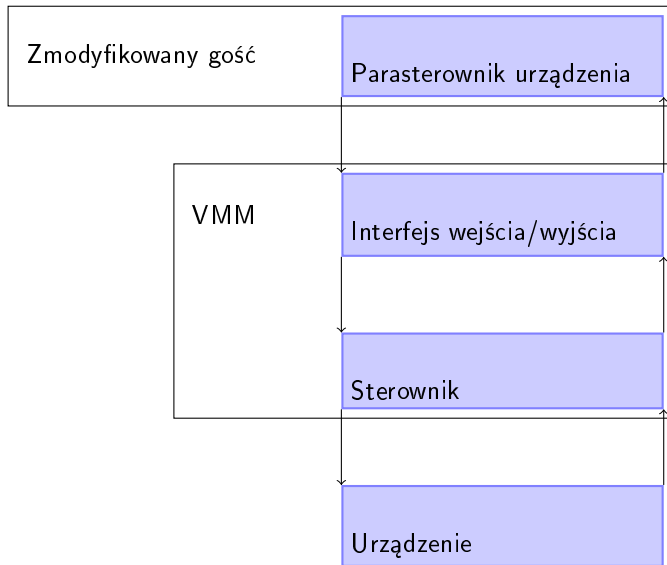 Zmodyfikowany gość
Parasterownik urządzenia
VMM
Interfejs wejścia/wyjścia
Sterownik
Urządzenie